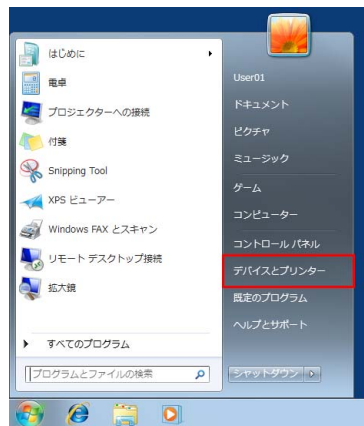 はじめに
電卓
プロジェクターへの接続
付箋
Snipping Tool
XPS ビューアー
Windows FAX とスキャン
リモート デスクトップ接続
拡大鏡
すべてのプログラム
プログラムとファイルの検索
User01
ドキュメント
ピクチャ
ミュージック
ゲーム
コンピューター
コントロール パネル
デバイスとプリンター
既定のプログラム
ヘルプとサポート
シャットダウン